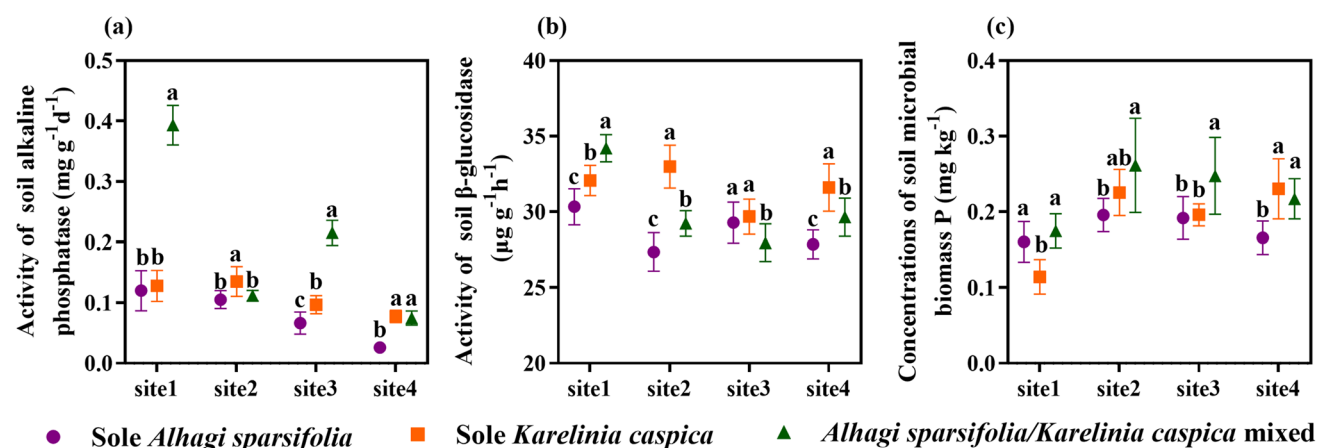 (a)
Activity of soil alkaline
phosphatase (mg g⁻¹d⁻¹)
0.5
0.4
0.3
0.2
0.1
0.0
b b a
b a b
c b a
b a a
site1 site2 site3 site4
(b)
Activity of soil β-glucosidase
(μg g⁻¹h⁻¹)
40
35
30
25
20
c b a
c a b
a a b
c a b
site1 site2 site3 site4
(c)
Concentrations of soil microbial
biomass P (mg kg⁻¹)
0.4
0.3
0.2
0.1
0.0
a b a
b ab a
b b a
b a a
site1 site2 site3 site4
Sole Alhagi sparsifolia Sole Karelinia caspica Alhagi sparsifolia/Karelinia caspica mixed